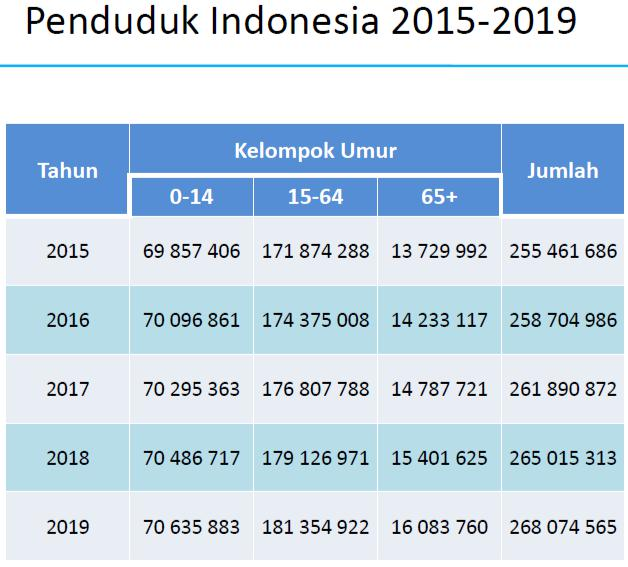 Penduduk Indonesia 2015-2019
Tahun Kelompok Umur Jumlah
0-14 15-64 65+
2015 69 857 406 171 874 288 13 729 992 255 461 686
2016 70 096 861 174 375 008 14 233 117 258 704 986
2017 70 295 363 176 807 788 14 787 721 261 890 872
2018 70 486 717 179 126 971 15 401 625 265 015 313
2019 70 635 883 181 354 922 16 083 760 268 074 565